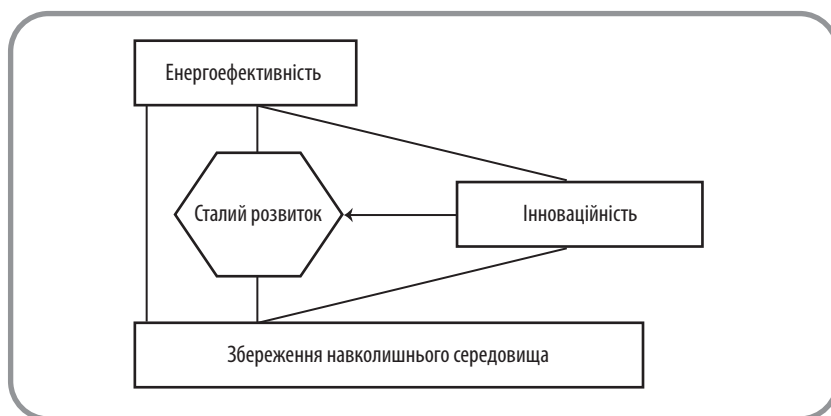 Енергоефективність
Сталий розвиток
Інноваційність
Збереження навколишнього середовища